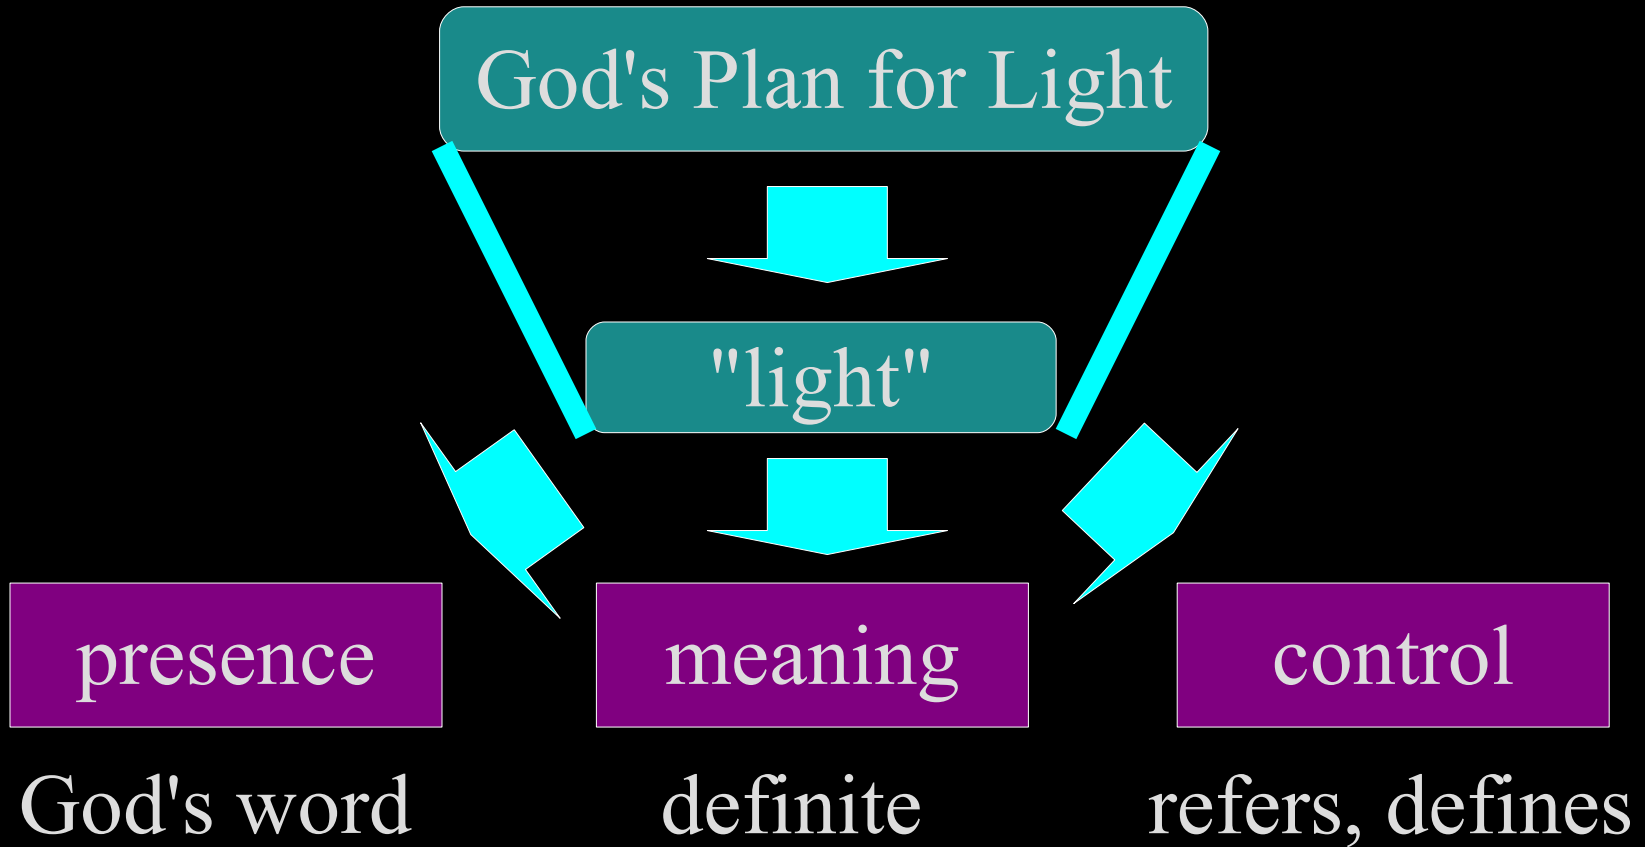 God's Plan for Light
"light"
presence
meaning
control
God's word
definite
refers, defines